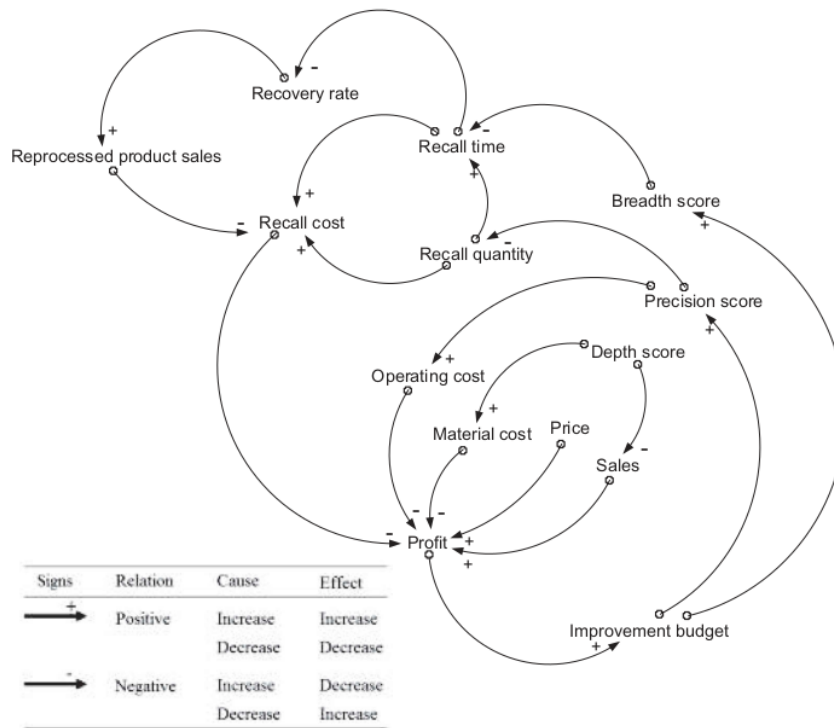 Recovery rate
-
+
Reprocessed product sales
Recall time
-
+
Breadth score
+
-
Recall cost
+
+
Recall quantity
-
Precision score
+
Depth score
Operating cost
+
Material cost
+
Price
Sales
-
Profit
-
-
-
+
+
Improvement budget
+
Signs Relation Cause Effect
+ Positive Increase Increase
Decrease Decrease
- Negative Increase Decrease
Decrease Increase